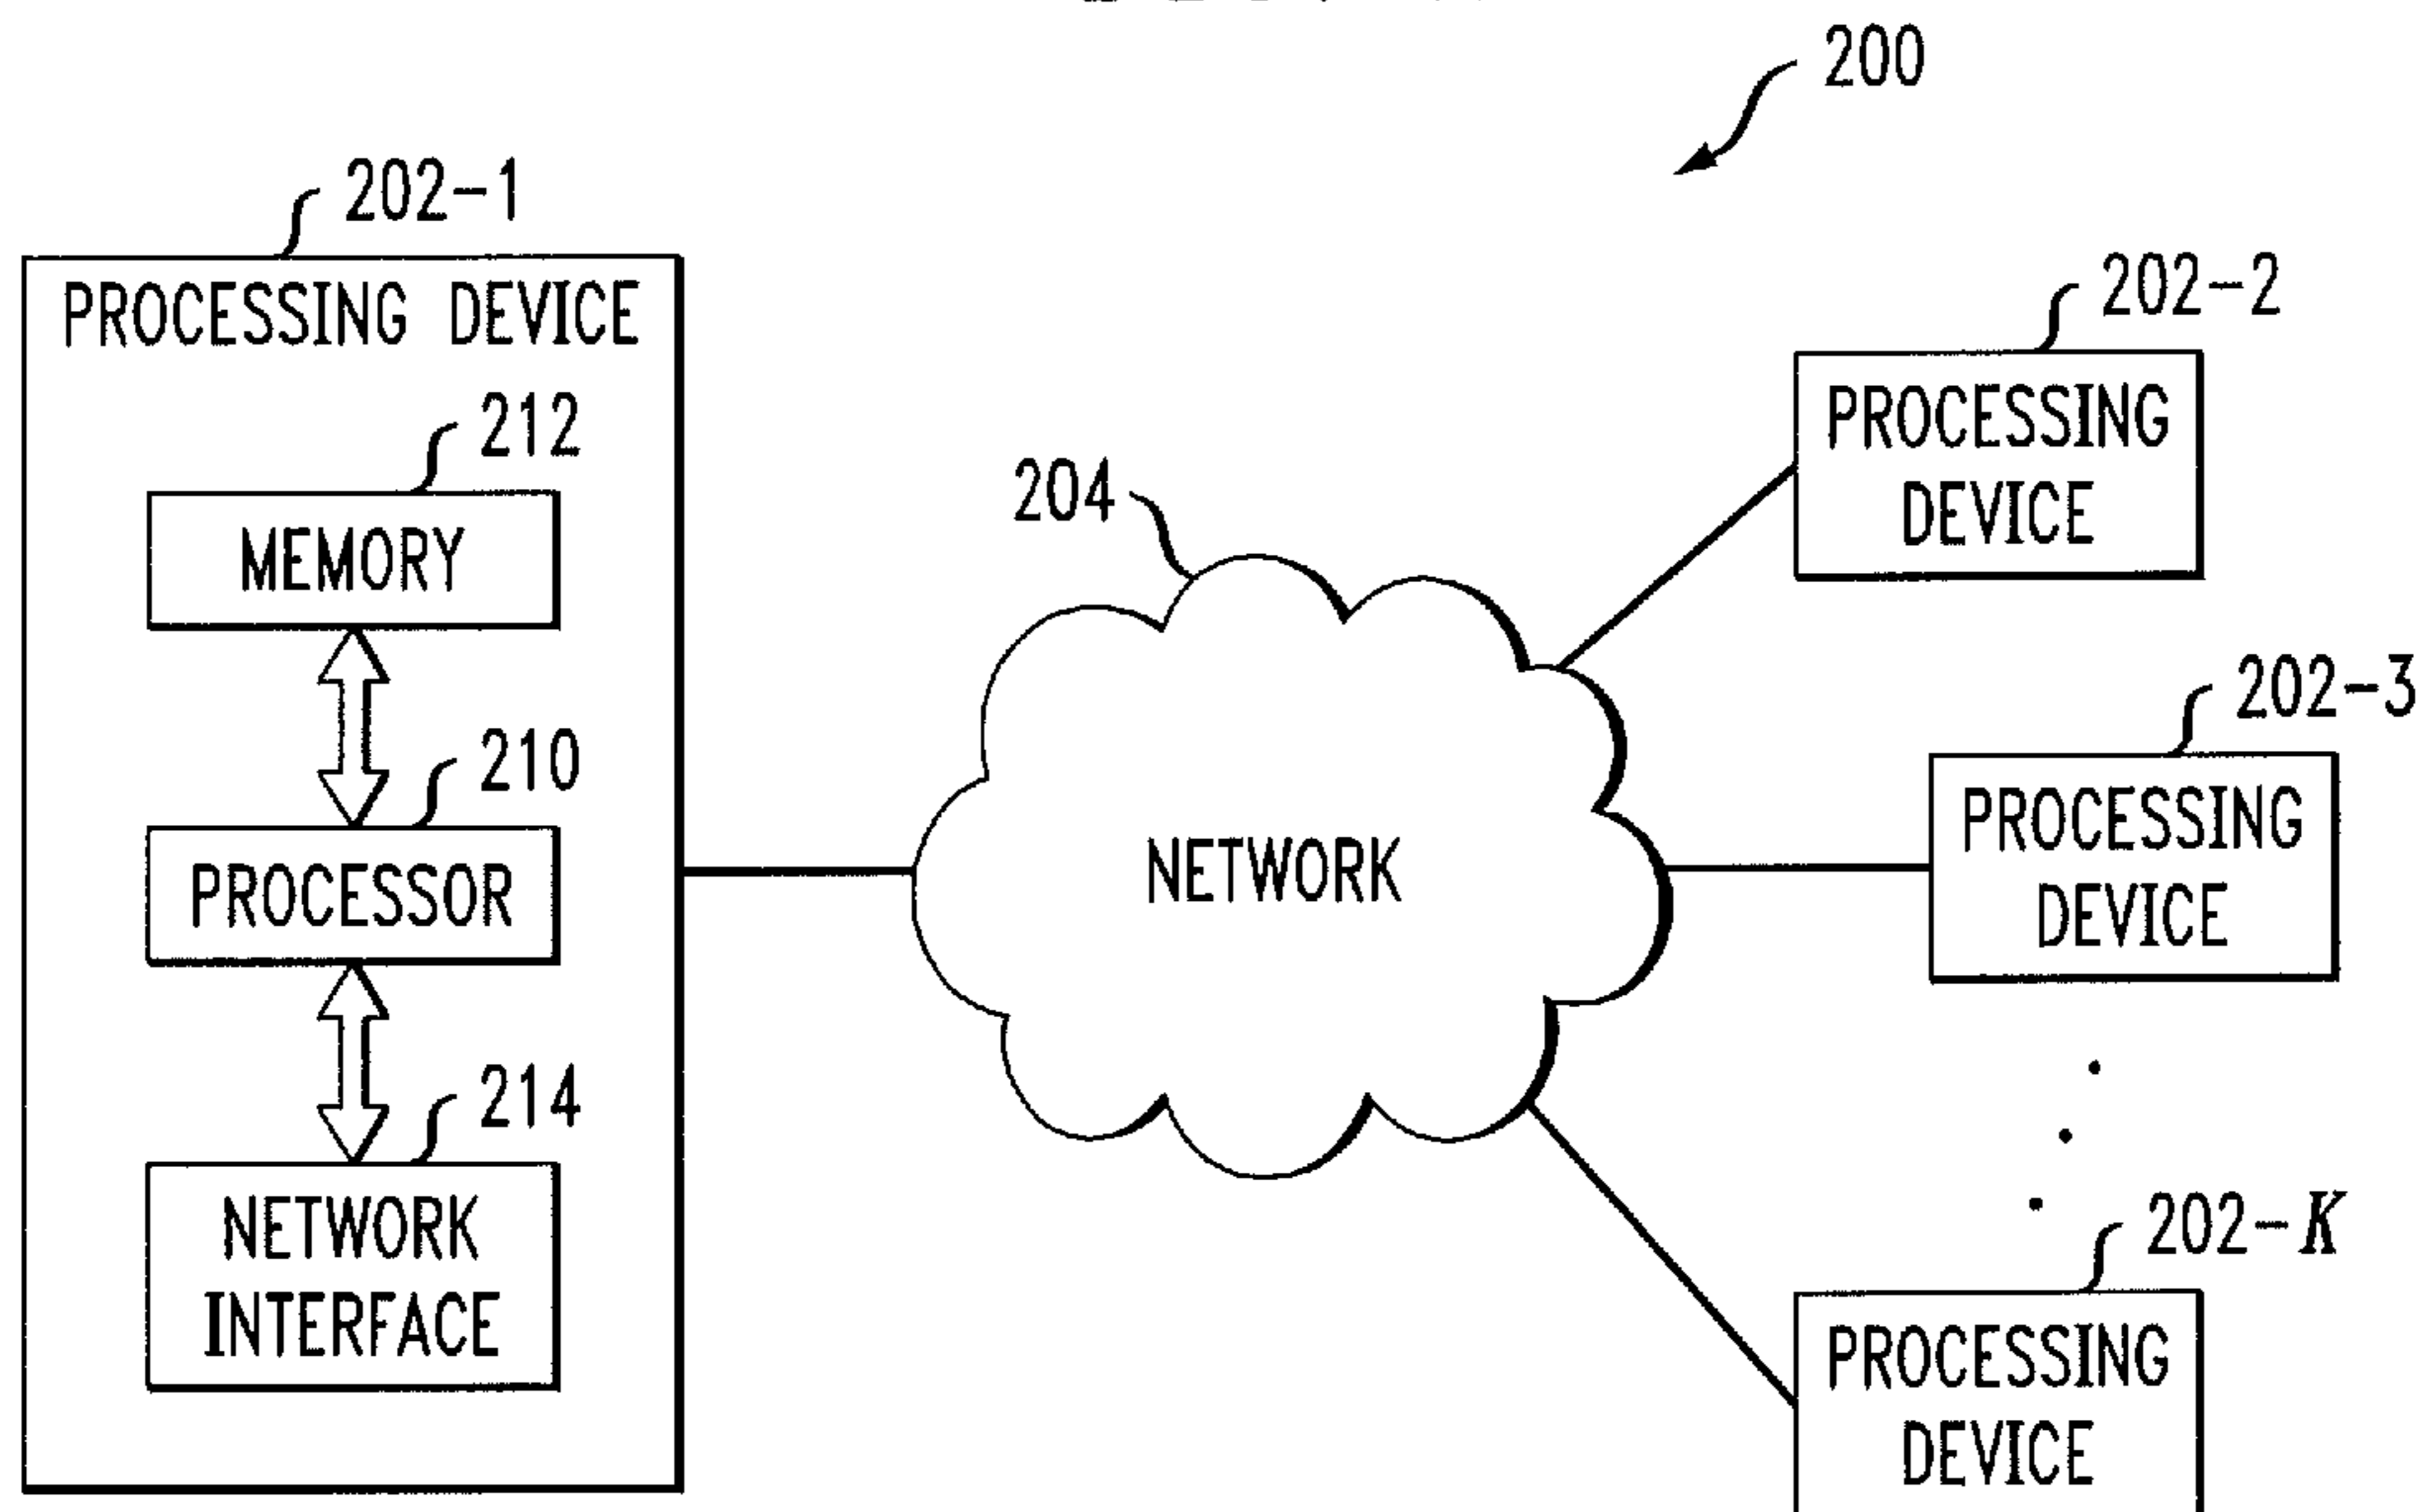 200
202-1
PROCESSING DEVICE
212
MEMORY
210
PROCESSOR
214
NETWORK
INTERFACE
204
NETWORK
202-2
PROCESSING
DEVICE
202-3
PROCESSING
DEVICE
202-K
PROCESSING
DEVICE